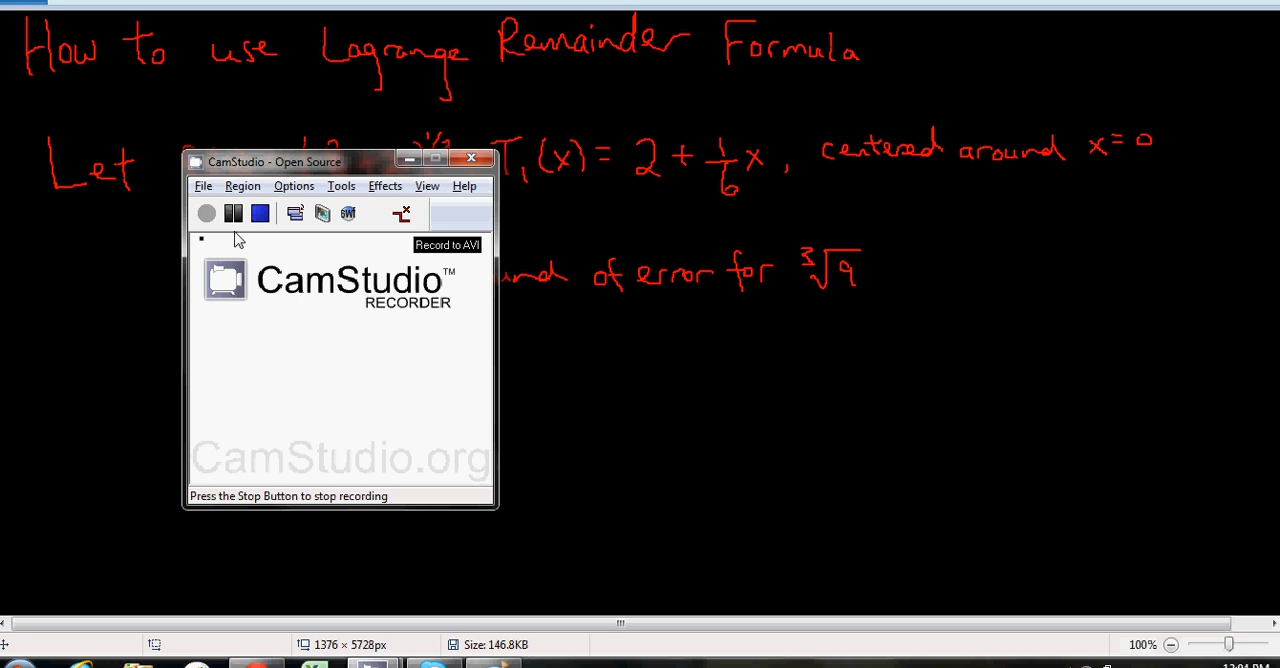 How to use Lagrange Remainder Formula
Let T₁(x) = 2 + 1/6 x, centered around x=0
of error for ∛9
CamStudio - Open Source
File Region Options Tools Effects View Help
Record to AVI
CamStudio™
RECORDER
CamStudio.org
Press the Stop Button to stop recording
1376 × 5728px Size: 146.8KB 100%